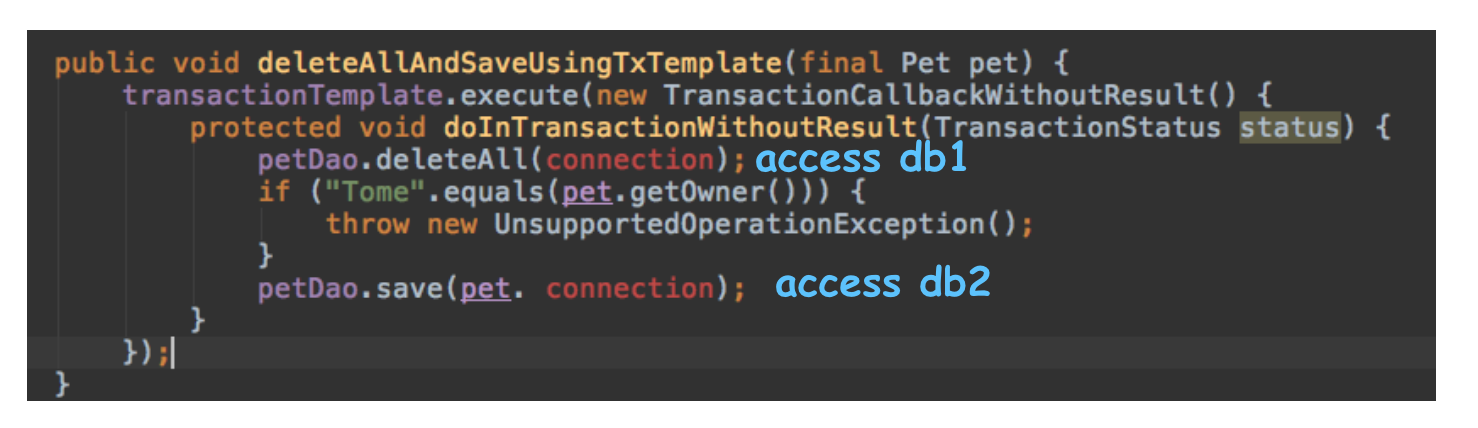 public void deleteAllAndSaveUsingTxTemplate(final Pet pet) {
transactionTemplate.execute(new TransactionCallbackWithoutResult() {
protected void doInTransactionWithoutResult(TransactionStatus status) {
petDao.deleteAll(connection); access db1
if ("Tome".equals(pet.getOwner())) {
throw new UnsupportedOperationException();
}
petDao.save(pet. connection); access db2
}
});
}